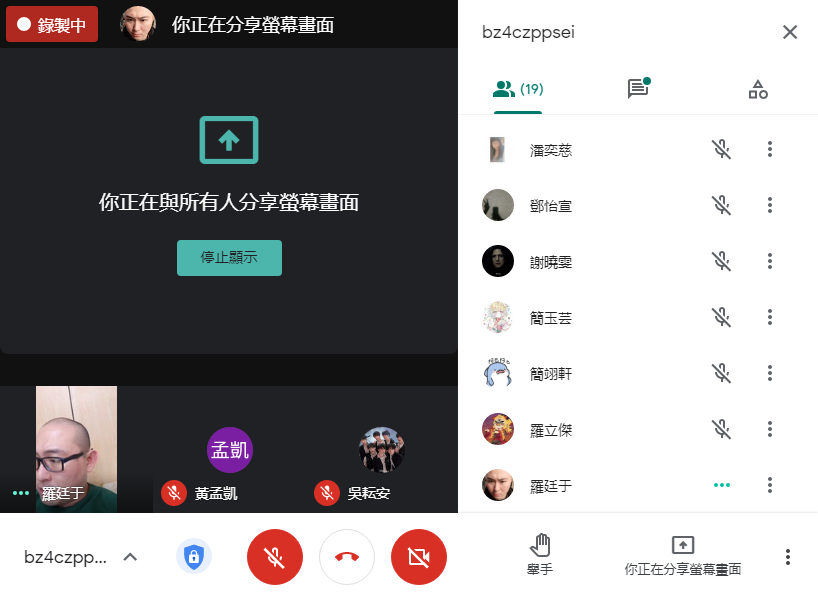 錄製中
你正在分享螢幕畫面
你正在與所有人分享螢幕畫面
停止顯示
羅廷于
孟凱
黃孟凱
吳耘安
bz4czpp...
bz4czppsei
(19)
潘奕慈
鄧怡宣
謝曉雯
簡玉芸
簡翊軒
羅立傑
羅廷于
舉手
你正在分享螢幕畫面